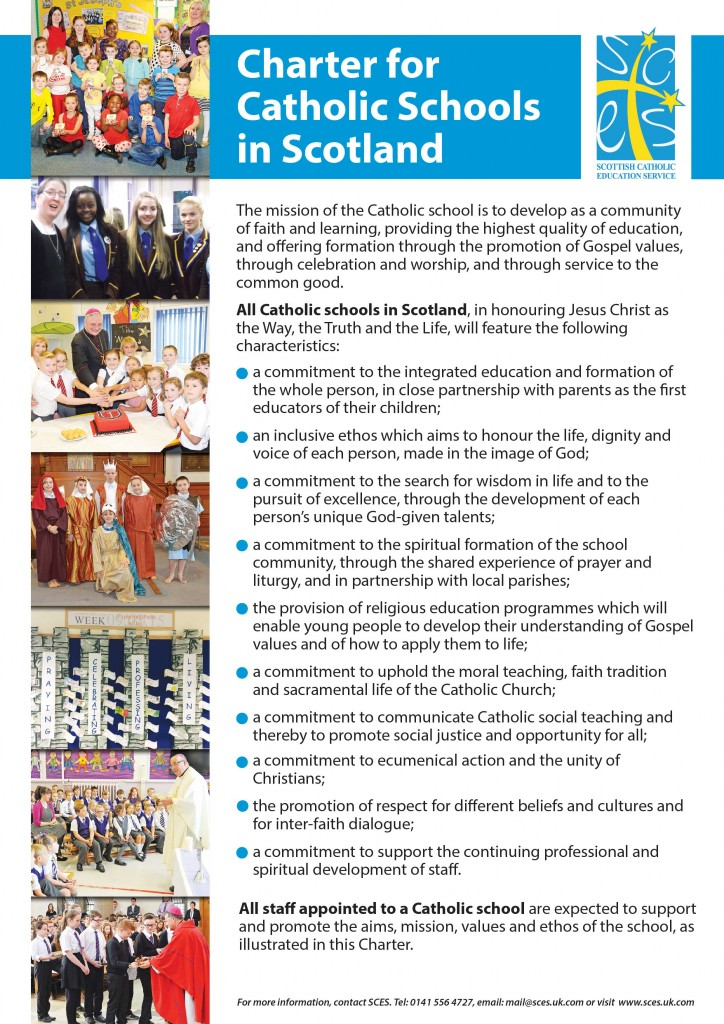 St Joseph's
Charter for
Catholic Schools
in Scotland
S c e s
SCOTTISH CATHOLIC
EDUCATION SERVICE
The mission of the Catholic school is to develop as a community
of faith and learning, providing the highest quality of education,
and offering formation through the promotion of Gospel values,
through celebration and worship, and through service to the
common good.
All Catholic schools in Scotland, in honouring Jesus Christ as
the Way, the Truth and the Life, will feature the following
characteristics:
● a commitment to the integrated education and formation of
the whole person, in close partnership with parents as the first
educators of their children;
● an inclusive ethos which aims to honour the life, dignity and
voice of each person, made in the image of God;
● a commitment to the search for wisdom in life and to the
pursuit of excellence, through the development of each
person's unique God-given talents;
● a commitment to the spiritual formation of the school
community, through the shared experience of prayer and
liturgy, and in partnership with local parishes;
● the provision of religious education programmes which will
enable young people to develop their understanding of Gospel
values and of how to apply them to life;
● a commitment to uphold the moral teaching, faith tradition
and sacramental life of the Catholic Church;
● a commitment to communicate Catholic social teaching and
thereby to promote social justice and opportunity for all;
● a commitment to ecumenical action and the unity of
Christians;
● the promotion of respect for different beliefs and cultures and
for inter-faith dialogue;
● a commitment to support the continuing professional and
spiritual development of staff.
All staff appointed to a Catholic school are expected to support
and promote the aims, mission, values and ethos of the school, as
illustrated in this Charter.
For more information, contact SCES. Tel: 0141 556 4727, email: mail@sces.uk.com or visit www.sces.uk.com
WEEK
PRAYING
CELEBRATING
PROFESSING
LIVING